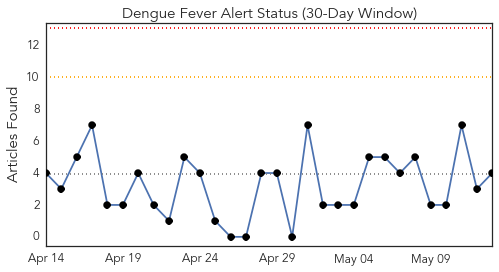 Dengue Fever Alert Status (30-Day Window)
Articles Found
12
10
8
6
4
2
0
Apr 14
Apr 19
Apr 24
Apr 29
May 04
May 09